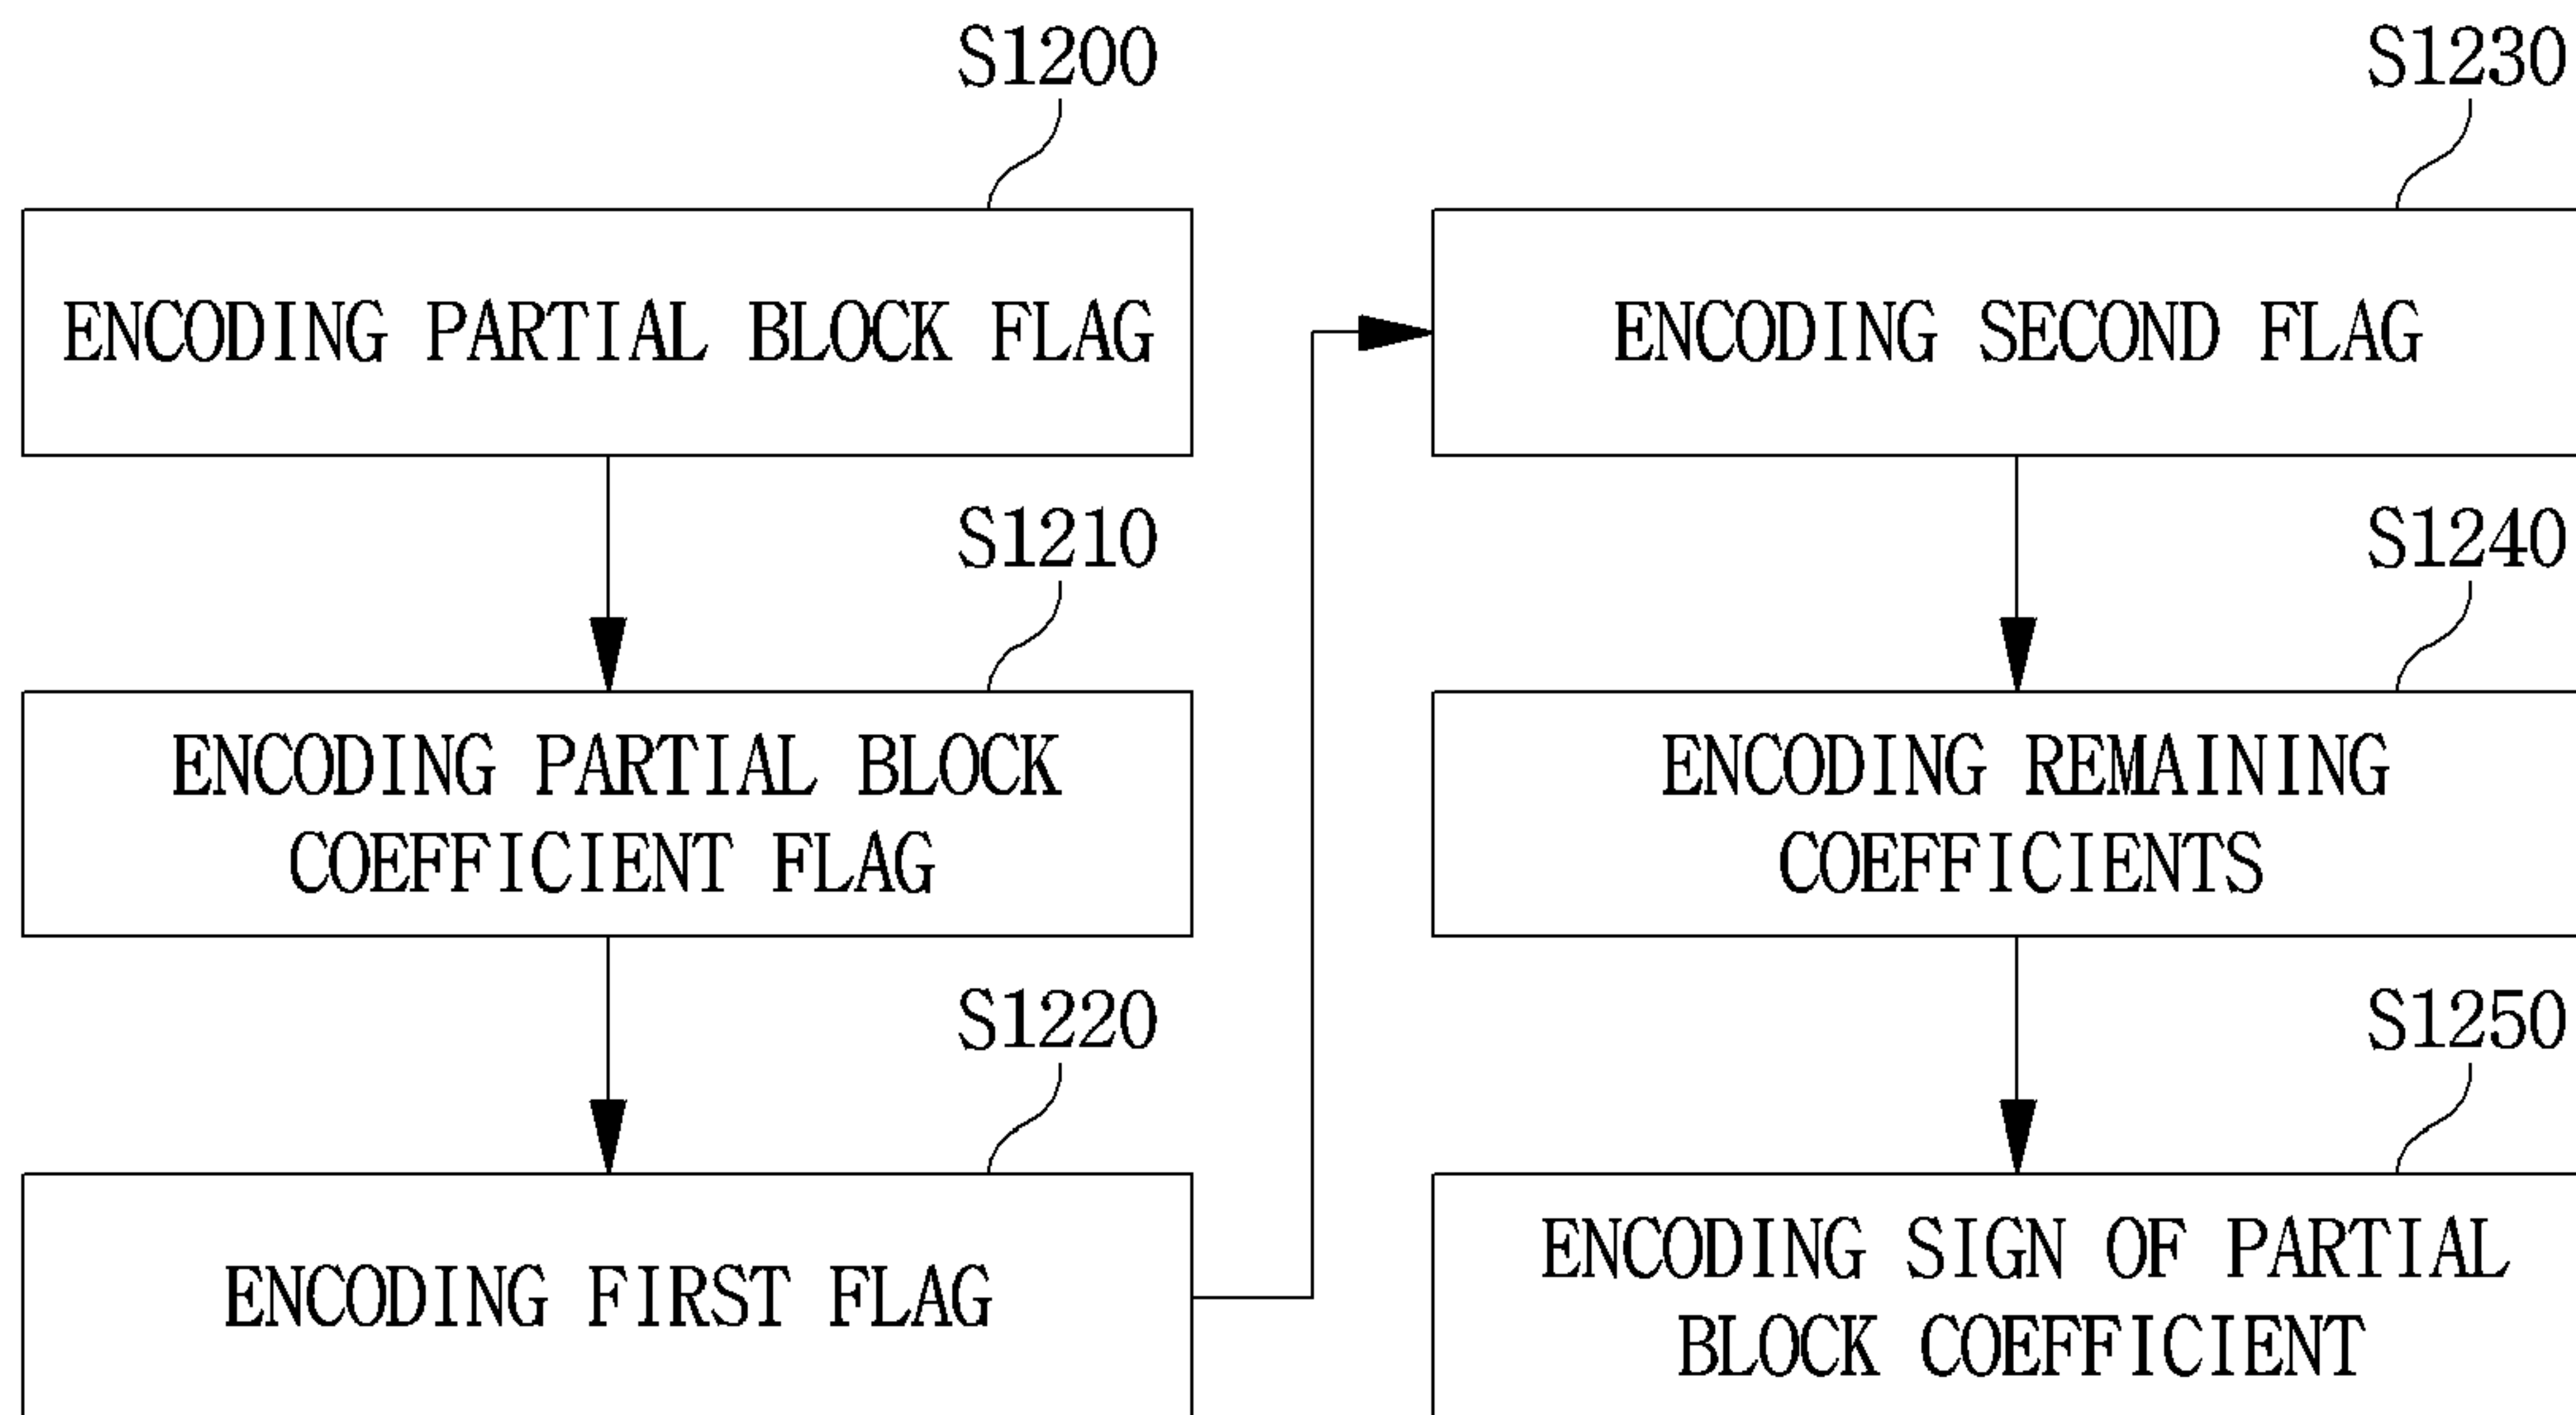 S1200
ENCODING PARTIAL BLOCK FLAG
S1210
ENCODING PARTIAL BLOCK
COEFFICIENT FLAG
S1220
ENCODING FIRST FLAG
S1230
ENCODING SECOND FLAG
S1240
ENCODING REMAINING
COEFFICIENTS
S1250
ENCODING SIGN OF PARTIAL
BLOCK COEFFICIENT